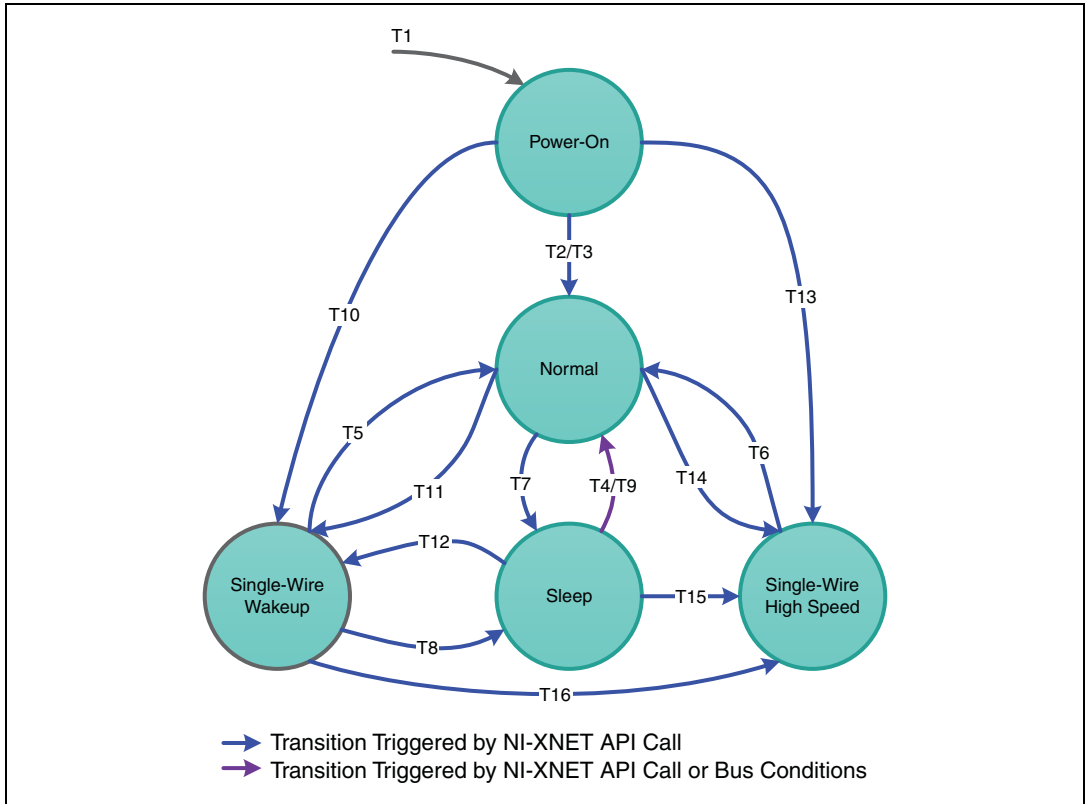 T1
Power-On
T2/T3
T13
T10
Normal
T5
T6
T14
T7
T4/T9
T11
T12
Single-Wire
Wakeup
Sleep
T15
Single-Wire
High Speed
T8
T16
Transition Triggered by NI-XNET API Call
Transition Triggered by NI-XNET API Call or Bus Conditions